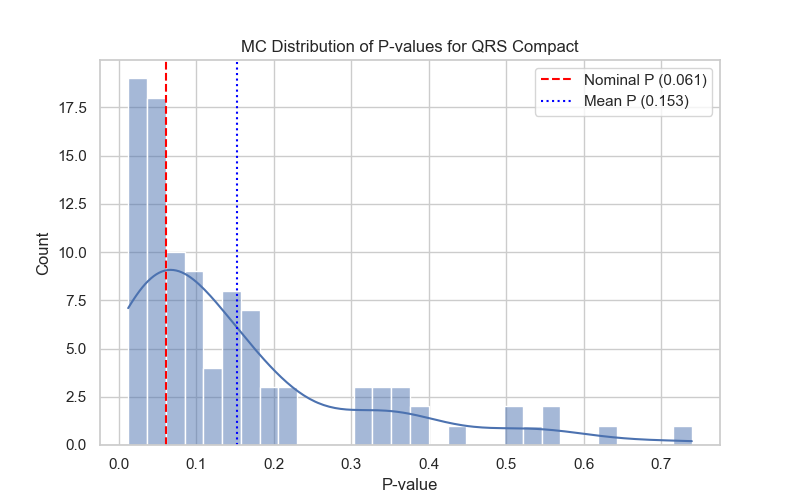 MC Distribution of P-values for QRS Compact
Nominal P (0.061)
Mean P (0.153)
17.5
15.0
12.5
10.0
7.5
5.0
2.5
0.0
Count
0.0 0.1 0.2 0.3 0.4 0.5 0.6 0.7
P-value